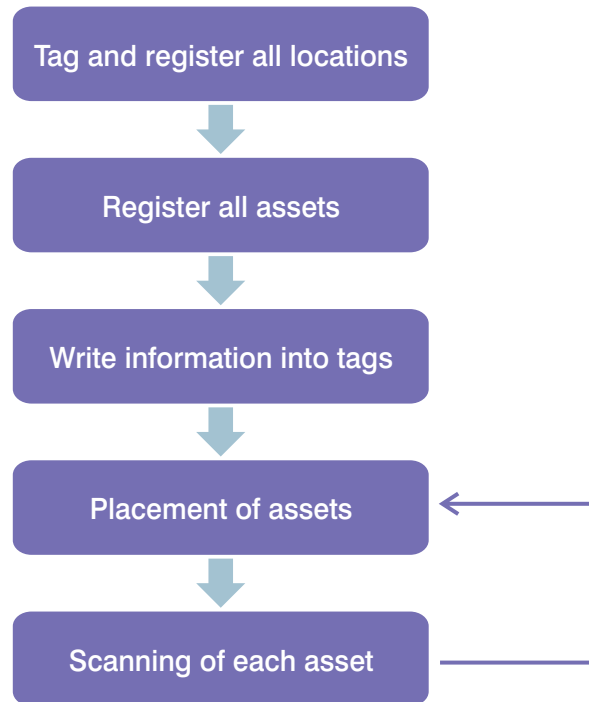 Tag and register all locations
Register all assets
Write information into tags
Placement of assets
Scanning of each asset